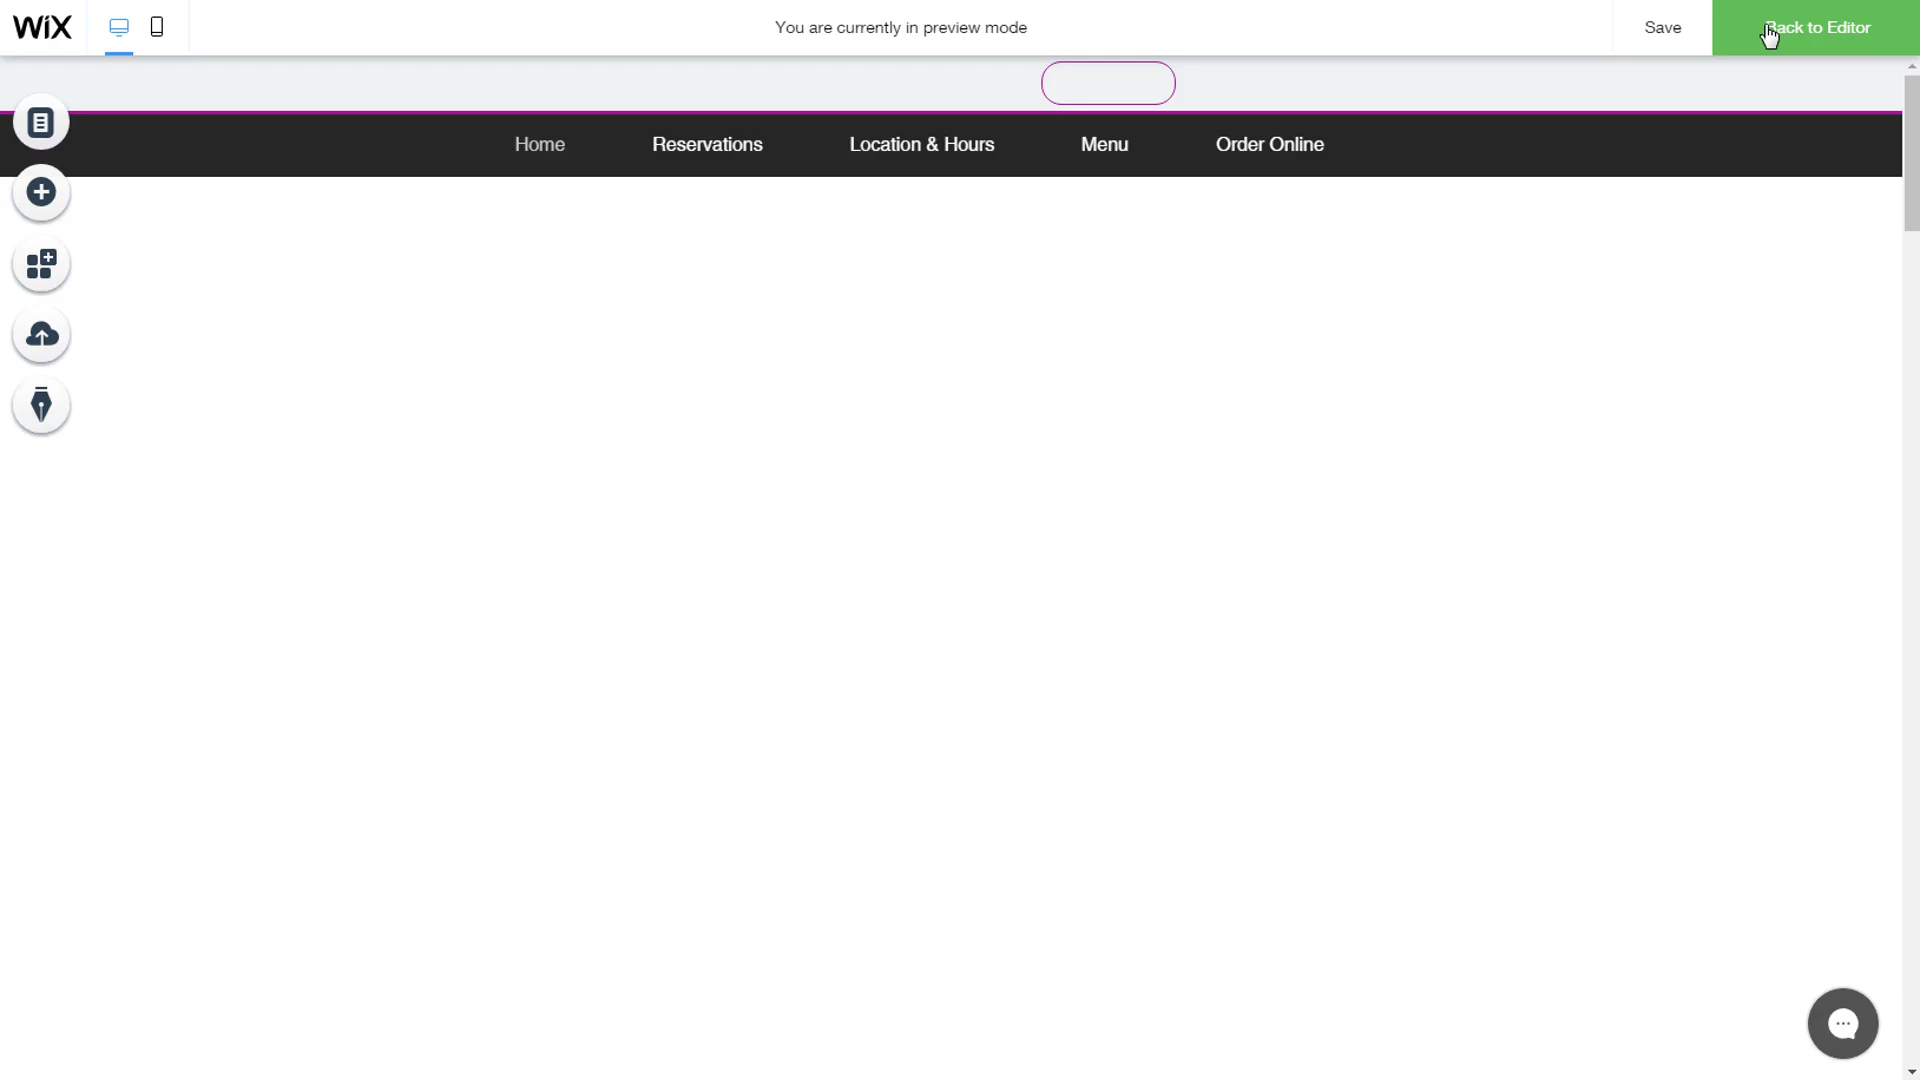 WiX
You are currently in preview mode
Save
Back to Editor
Home
Reservations
Location & Hours
Menu
Order Online